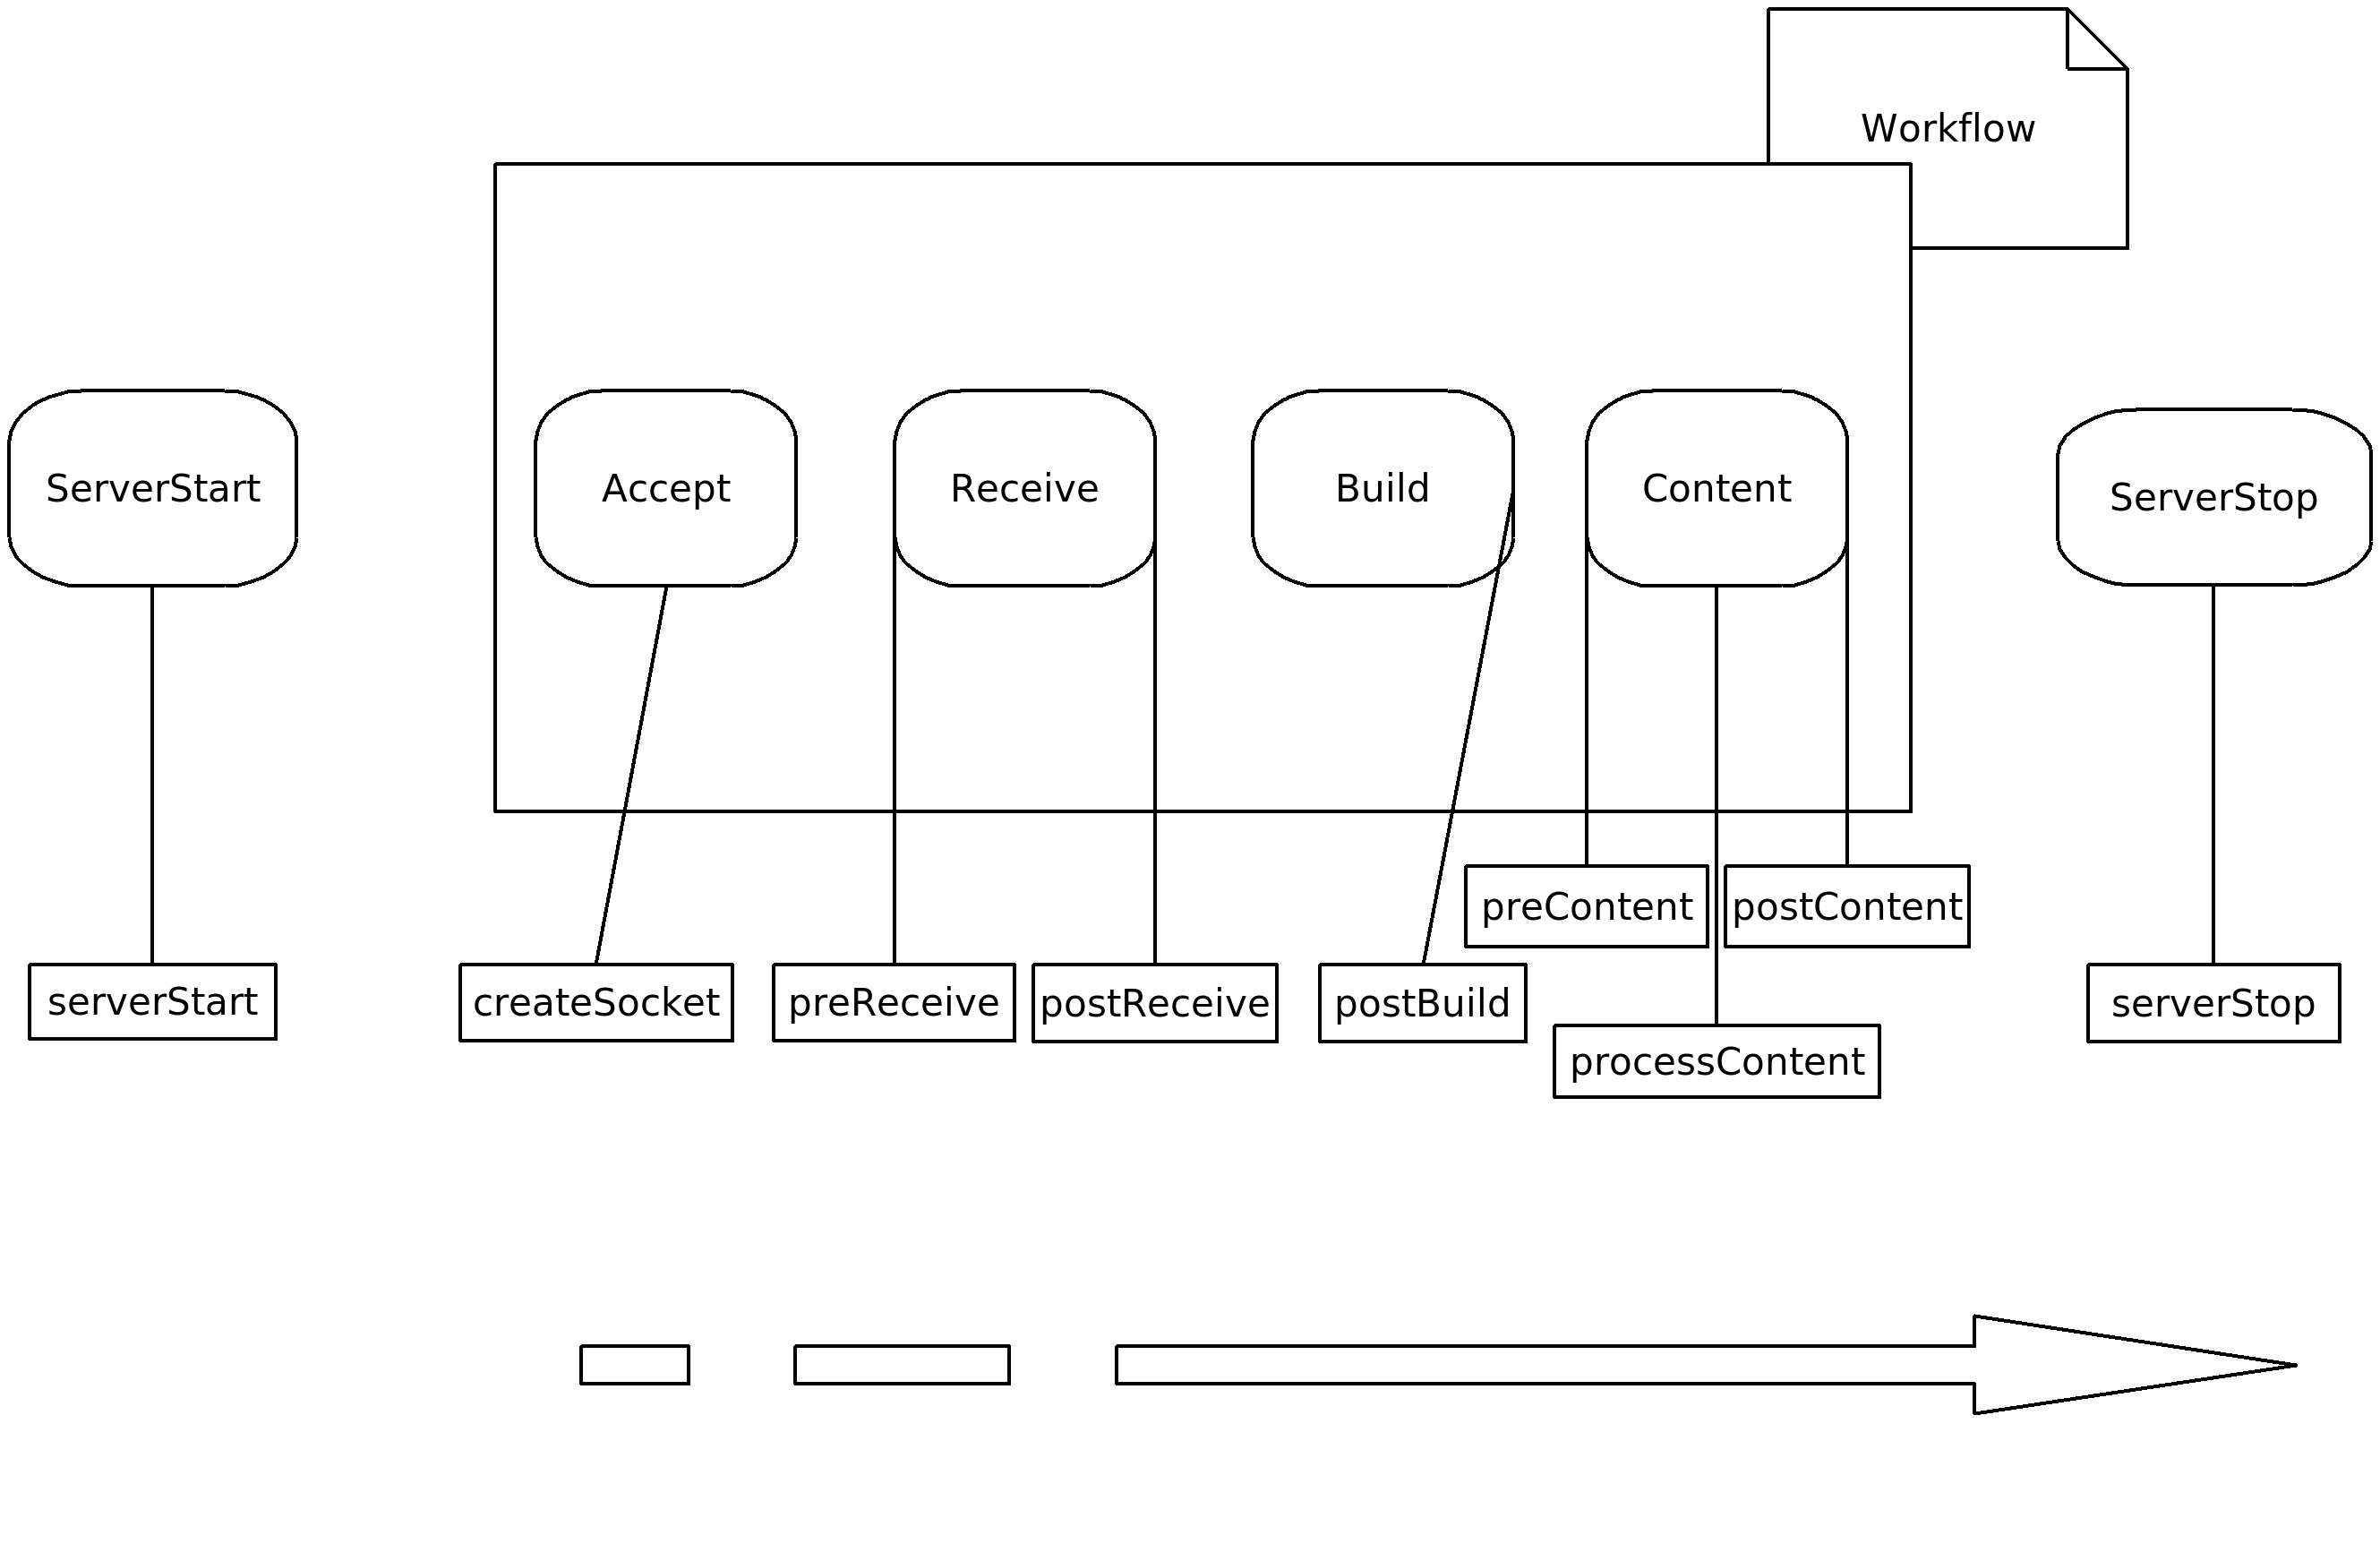 Workflow
ServerStart
Accept
Receive
Build
Content
ServerStop
preContent
postContent
serverStart
createSocket
preReceive
postReceive
postBuild
serverStop
processContent